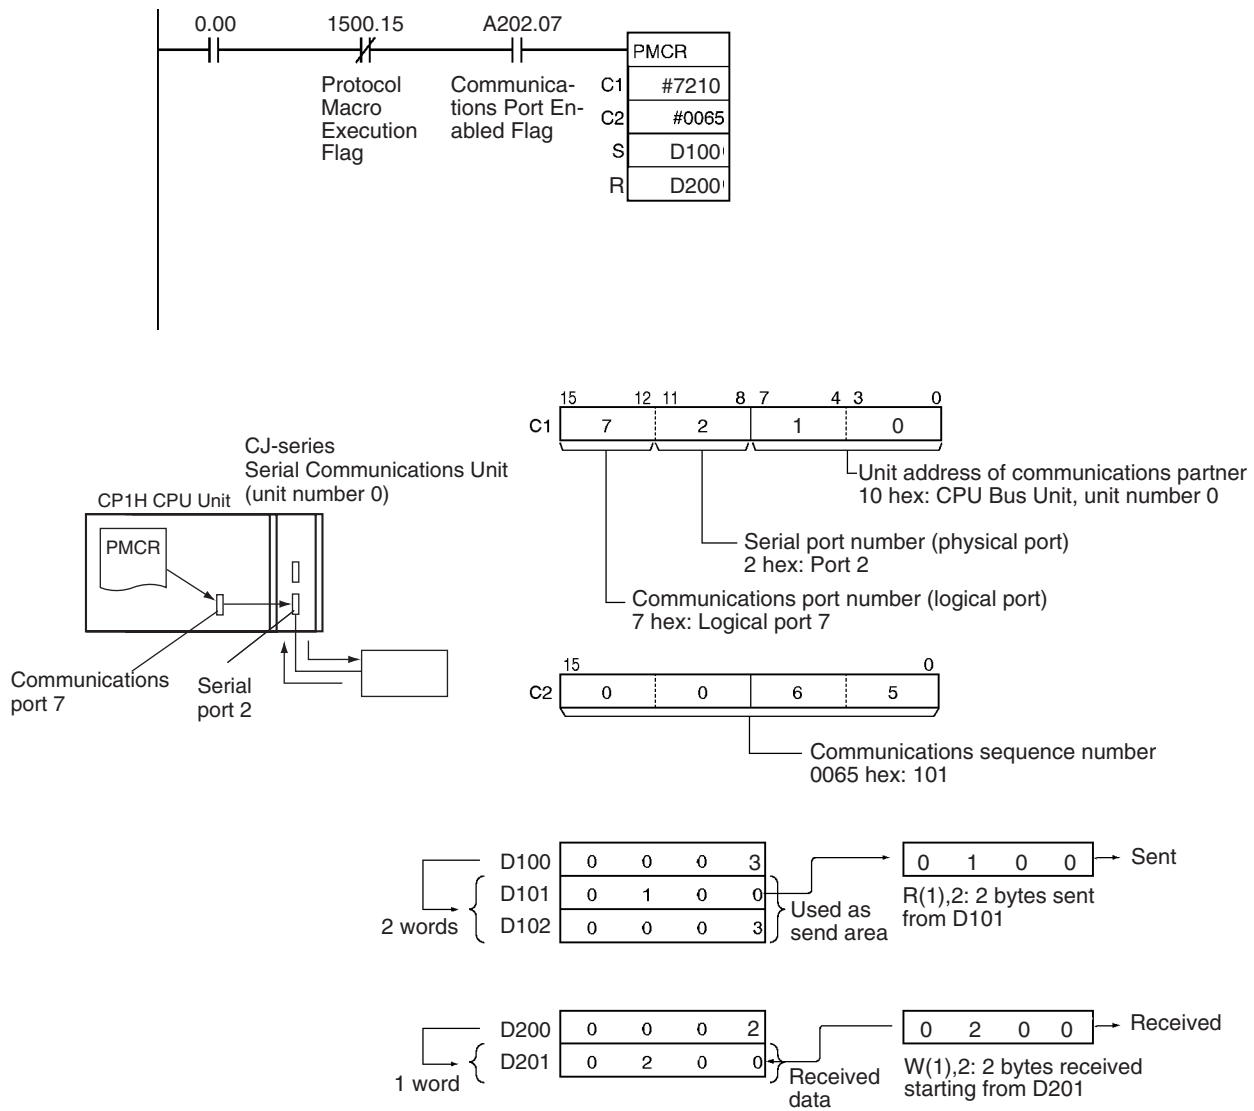 0.00 1500.15 A202.07
PMCR
Protocol
Macro
Execution
Flag
Communica-
tions Port En-
abled Flag
C1 #7210
C2 #0065
S D100
R D200
15 12 11 8 7 4 3 0
C1 7 2 1 0
Unit address of communications partner
10 hex: CPU Bus Unit, unit number 0
Serial port number (physical port)
2 hex: Port 2
Communications port number (logical port)
7 hex: Logical port 7
CJ-series
Serial Communications Unit
(unit number 0)
CP1H CPU Unit
PMCR
Communications
port 7
Serial
port 2
15 0
C2 0 0 6 5
Communications sequence number
0065 hex: 101
D100 0 0 0 3
D101 0 1 0 0
D102 0 0 0 3
2 words
Used as
send area
0 1 0 0 Sent
R(1),2: 2 bytes sent
from D101
D200 0 0 0 2
D201 0 2 0 0
1 word
Received
data
0 2 0 0 Received
W(1),2: 2 bytes received
starting from D201